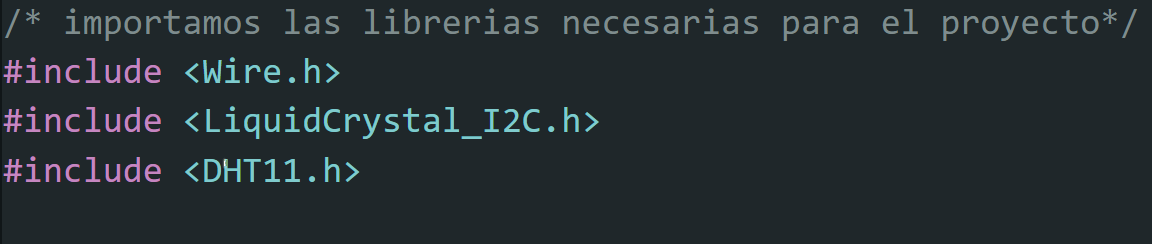 /* importamos las librerias necesarias para el proyecto*/
#include <Wire.h>
#include <LiquidCrystal_I2C.h>
#include <DHT11.h>